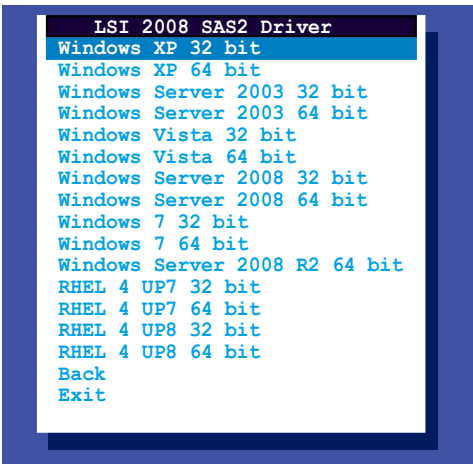 LSI 2008 SAS2 Driver
Windows XP 32 bit
Windows XP 64 bit
Windows Server 2003 32 bit
Windows Server 2003 64 bit
Windows Vista 32 bit
Windows Vista 64 bit
Windows Server 2008 32 bit
Windows Server 2008 64 bit
Windows 7 32 bit
Windows 7 64 bit
Windows Server 2008 R2 64 bit
RHEL 4 UP7 32 bit
RHEL 4 UP7 64 bit
RHEL 4 UP8 32 bit
RHEL 4 UP8 64 bit
Back
Exit